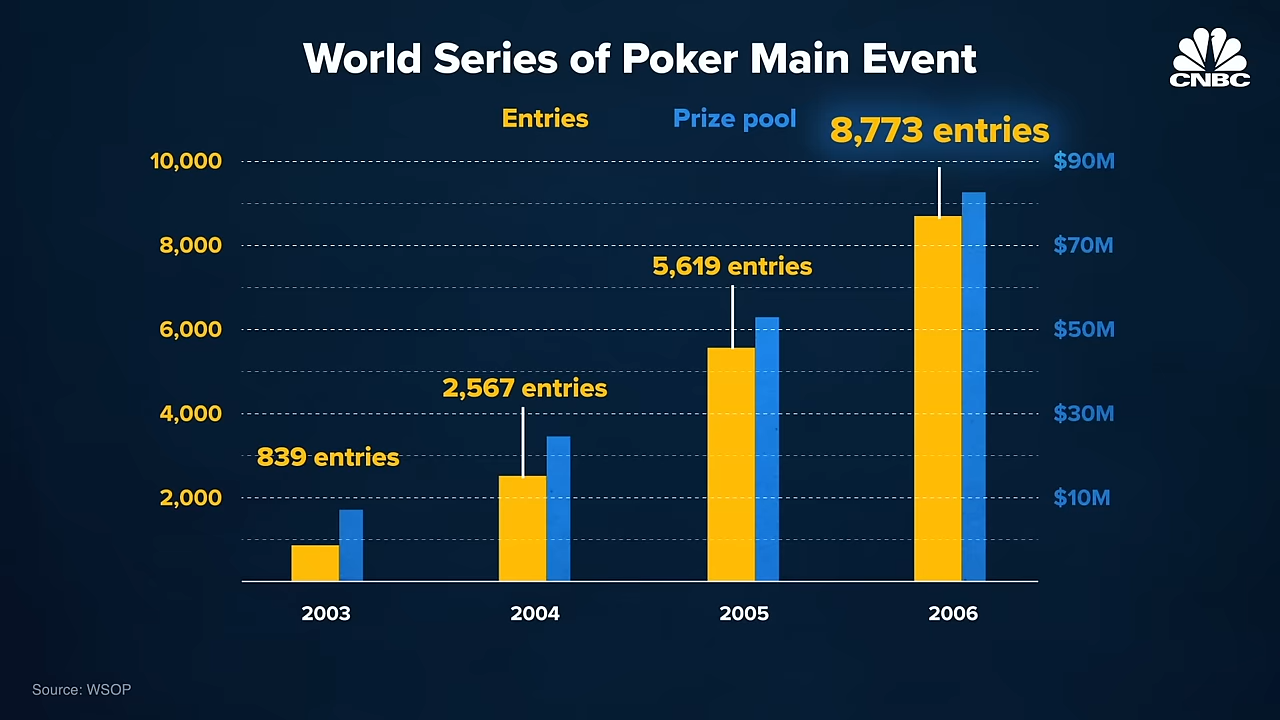 World Series of Poker Main Event
CNBC
Entries
Prize pool
8,773 entries
10,000
$90M
8,000
$70M
5,619 entries
6,000
$50M
2,567 entries
4,000
$30M
839 entries
2,000
$10M
2003
2004
2005
2006
Source: WSOP